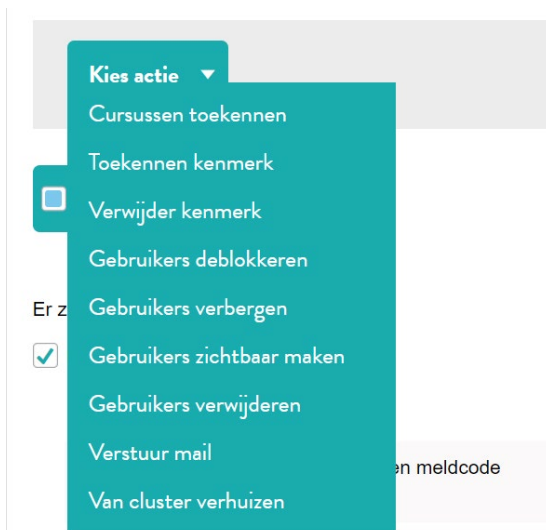 Kies actie
Cursussen toekennen
Toekennen kenmerk
Verwijder kenmerk
Gebruikers deblokkeren
Er z
Gebruikers verbergen
Gebruikers zichtbaar maken
Gebruikers verwijderen
Verstuur mail
en meldcode
Van cluster verhuizen